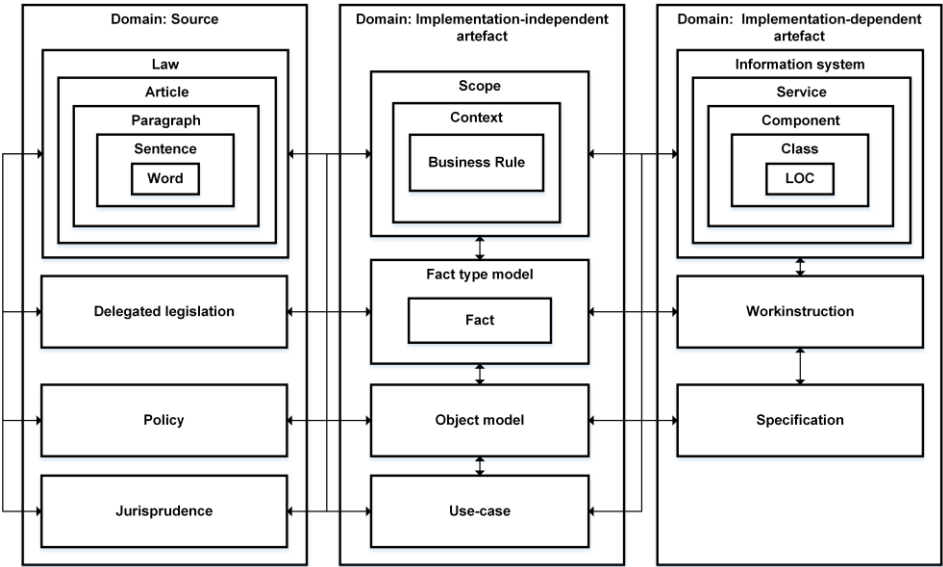 Domain: Source
Law
Article
Paragraph
Sentence
Word
Delegated legislation
Policy
Jurisprudence
Domain: Implementation-independent
artefact
Scope
Context
Business Rule
Fact type model
Fact
Object model
Use-case
Domain: Implementation-dependent
artefact
Information system
Service
Component
Class
LOC
Workinstruction
Specification